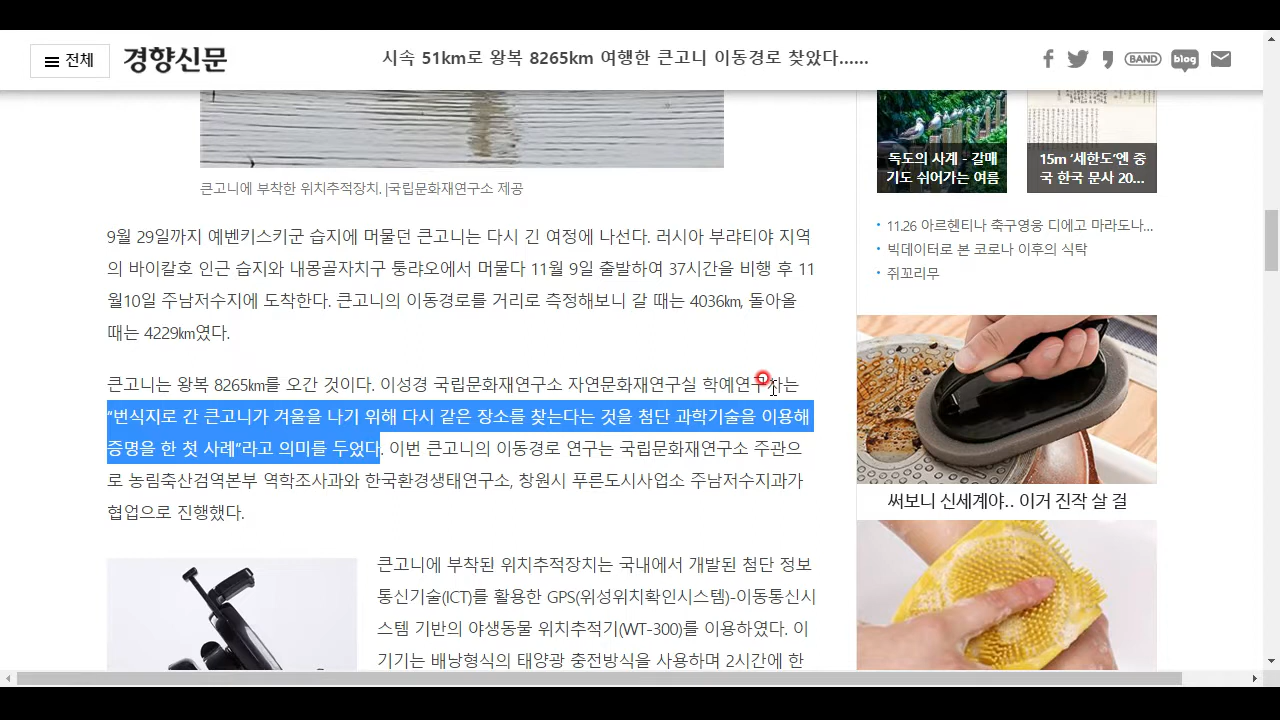 전체
경향신문
시속 51km로 왕복 8265km 여행한 큰고니 이동경로 찾았다......
BAND
blog
큰고니에 부착한 위치추적장치. |국립문화재연구소 제공
9월 29일까지 예벤키스키군 습지에 머물던 큰고니는 다시 긴 여정에 나선다. 러시아 부랴티야 지역
의 바이칼호 인근 습지와 내몽골자치구 퉁랴오에서 머물다 11월 9일 출발하여 37시간을 비행 후 11
월10일 주남저수지에 도착한다. 큰고니의 이동경로를 거리로 측정해보니 갈 때는 4036㎞, 돌아올
때는 4229㎞였다.
큰고니는 왕복 8265㎞를 오간 것이다. 이성경 국립문화재연구소 자연문화재연구실 학예연구사는
“번식지로 간 큰고니가 겨울을 나기 위해 다시 같은 장소를 찾는다는 것을 첨단 과학기술을 이용해
증명을 한 첫 사례”라고 의미를 두었다. 이번 큰고니의 이동경로 연구는 국립문화재연구소 주관으
로 농림축산검역본부 역학조사과와 한국환경생태연구소, 창원시 푸른도시사업소 주남저수지과가
협업으로 진행했다.
큰고니에 부착된 위치추적장치는 국내에서 개발된 첨단 정보
통신기술(ICT)를 활용한 GPS(위성위치확인시스템)-이동통신시
스템 기반의 야생동물 위치추적기(WT-300)를 이용하였다. 이
기기는 배낭형식의 태양광 충전방식을 사용하며 2시간에 한
독도의 사계 - 갈매
기도 쉬어가는 여름
15m ‘세한도’엔 중
국 한국 문사 20...
11.26 아르헨티나 축구영웅 디에고 마라도나...
빅데이터로 본 코로나 이후의 식탁
쥐꼬리무
써보니 신세계야.. 이거 진작 살 걸